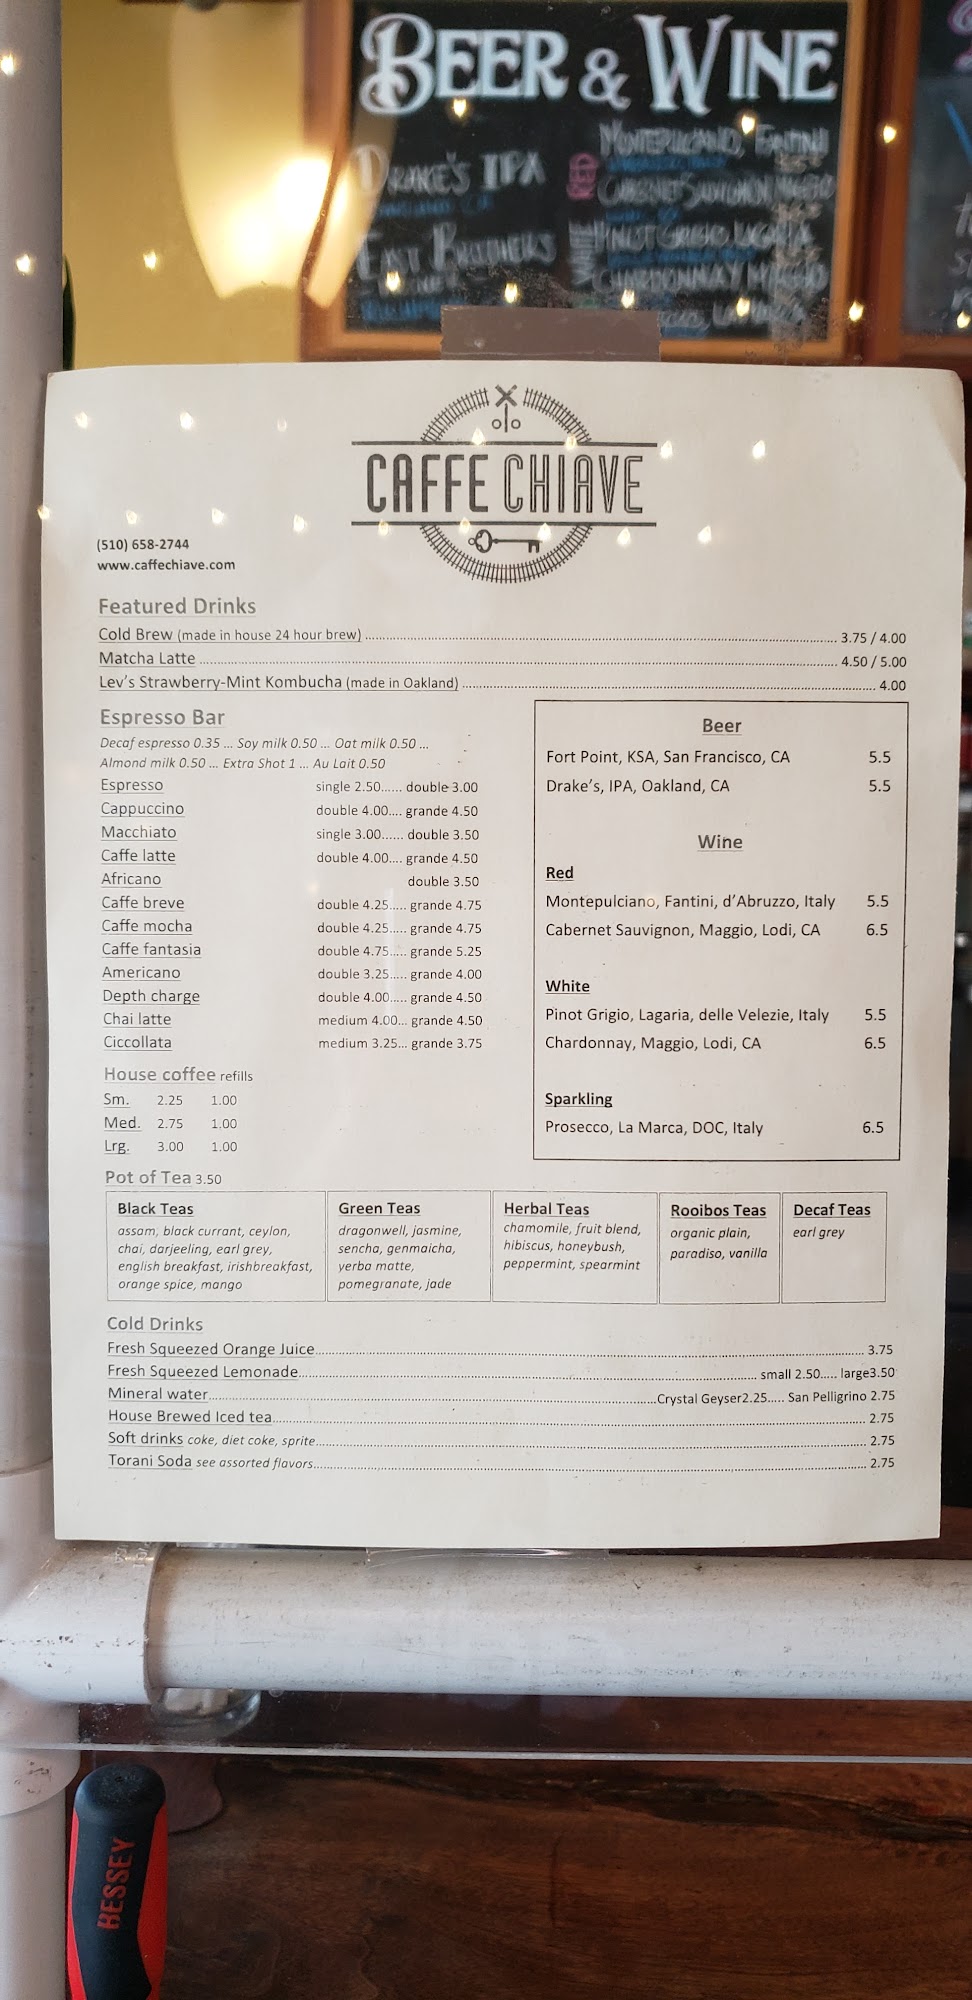 BEER & WINE
DRAKE'S IPA
RED
MONTEPULCIANO, FANTINI
CABERNET SAUVIGNON, MAGGIO
WHITE
PINOT GRIGIO, LAGARIA
CHARDONNAY, MAGGIO
CAFFE CHIAVE
(510) 658-2744
www.caffechiave.com
Featured Drinks
Cold Brew (made in house 24 hour brew) 3.75 / 4.00
Matcha Latte 4.50 / 5.00
Lev's Strawberry-Mint Kombucha (made in Oakland) 4.00
Espresso Bar
Decaf espresso 0.35 ... Soy milk 0.50 ... Oat milk 0.50 ...
Almond milk 0.50 ... Extra Shot 1 ... Au Lait 0.50
Espresso single 2.50...... double 3.00
Cappuccino double 4.00.... grande 4.50
Macchiato single 3.00...... double 3.50
Caffe latte double 4.00.... grande 4.50
Africano double 3.50
Caffe breve double 4.25..... grande 4.75
Caffe mocha double 4.25..... grande 4.75
Caffe fantasia double 4.75..... grande 5.25
Americano double 3.25..... grande 4.00
Depth charge double 4.00..... grande 4.50
Chai latte medium 4.00... grande 4.50
Ciccollata medium 3.25... grande 3.75
House coffee refills
Sm. 2.25 1.00
Med. 2.75 1.00
Lrg. 3.00 1.00
Beer
Fort Point, KSA, San Francisco, CA 5.5
Drake's, IPA, Oakland, CA 5.5
Wine
Red
Montepulciano, Fantini, d'Abruzzo, Italy 5.5
Cabernet Sauvignon, Maggio, Lodi, CA 6.5
White
Pinot Grigio, Lagaria, delle Velezie, Italy 5.5
Chardonnay, Maggio, Lodi, CA 6.5
Sparkling
Prosecco, La Marca, DOC, Italy 6.5
Pot of Tea 3.50
Black Teas
assam, black currant, ceylon,
chai, darjeeling, earl grey,
english breakfast, irishbreakfast,
orange spice, mango
Green Teas
dragonwell, jasmine,
sencha, genmaicha,
yerba matte,
pomegranate, jade
Herbal Teas
chamomile, fruit blend,
hibiscus, honeybush,
peppermint, spearmint
Rooibos Teas
organic plain,
paradiso, vanilla
Decaf Teas
earl grey
Cold Drinks
Fresh Squeezed Orange Juice 3.75
Fresh Squeezed Lemonade small 2.50..... large3.50
Mineral water Crystal Geyser2.25..... San Pelligrino 2.75
House Brewed Iced tea 2.75
Soft drinks coke, diet coke, sprite 2.75
Torani Soda see assorted flavors 2.75
BESSEY